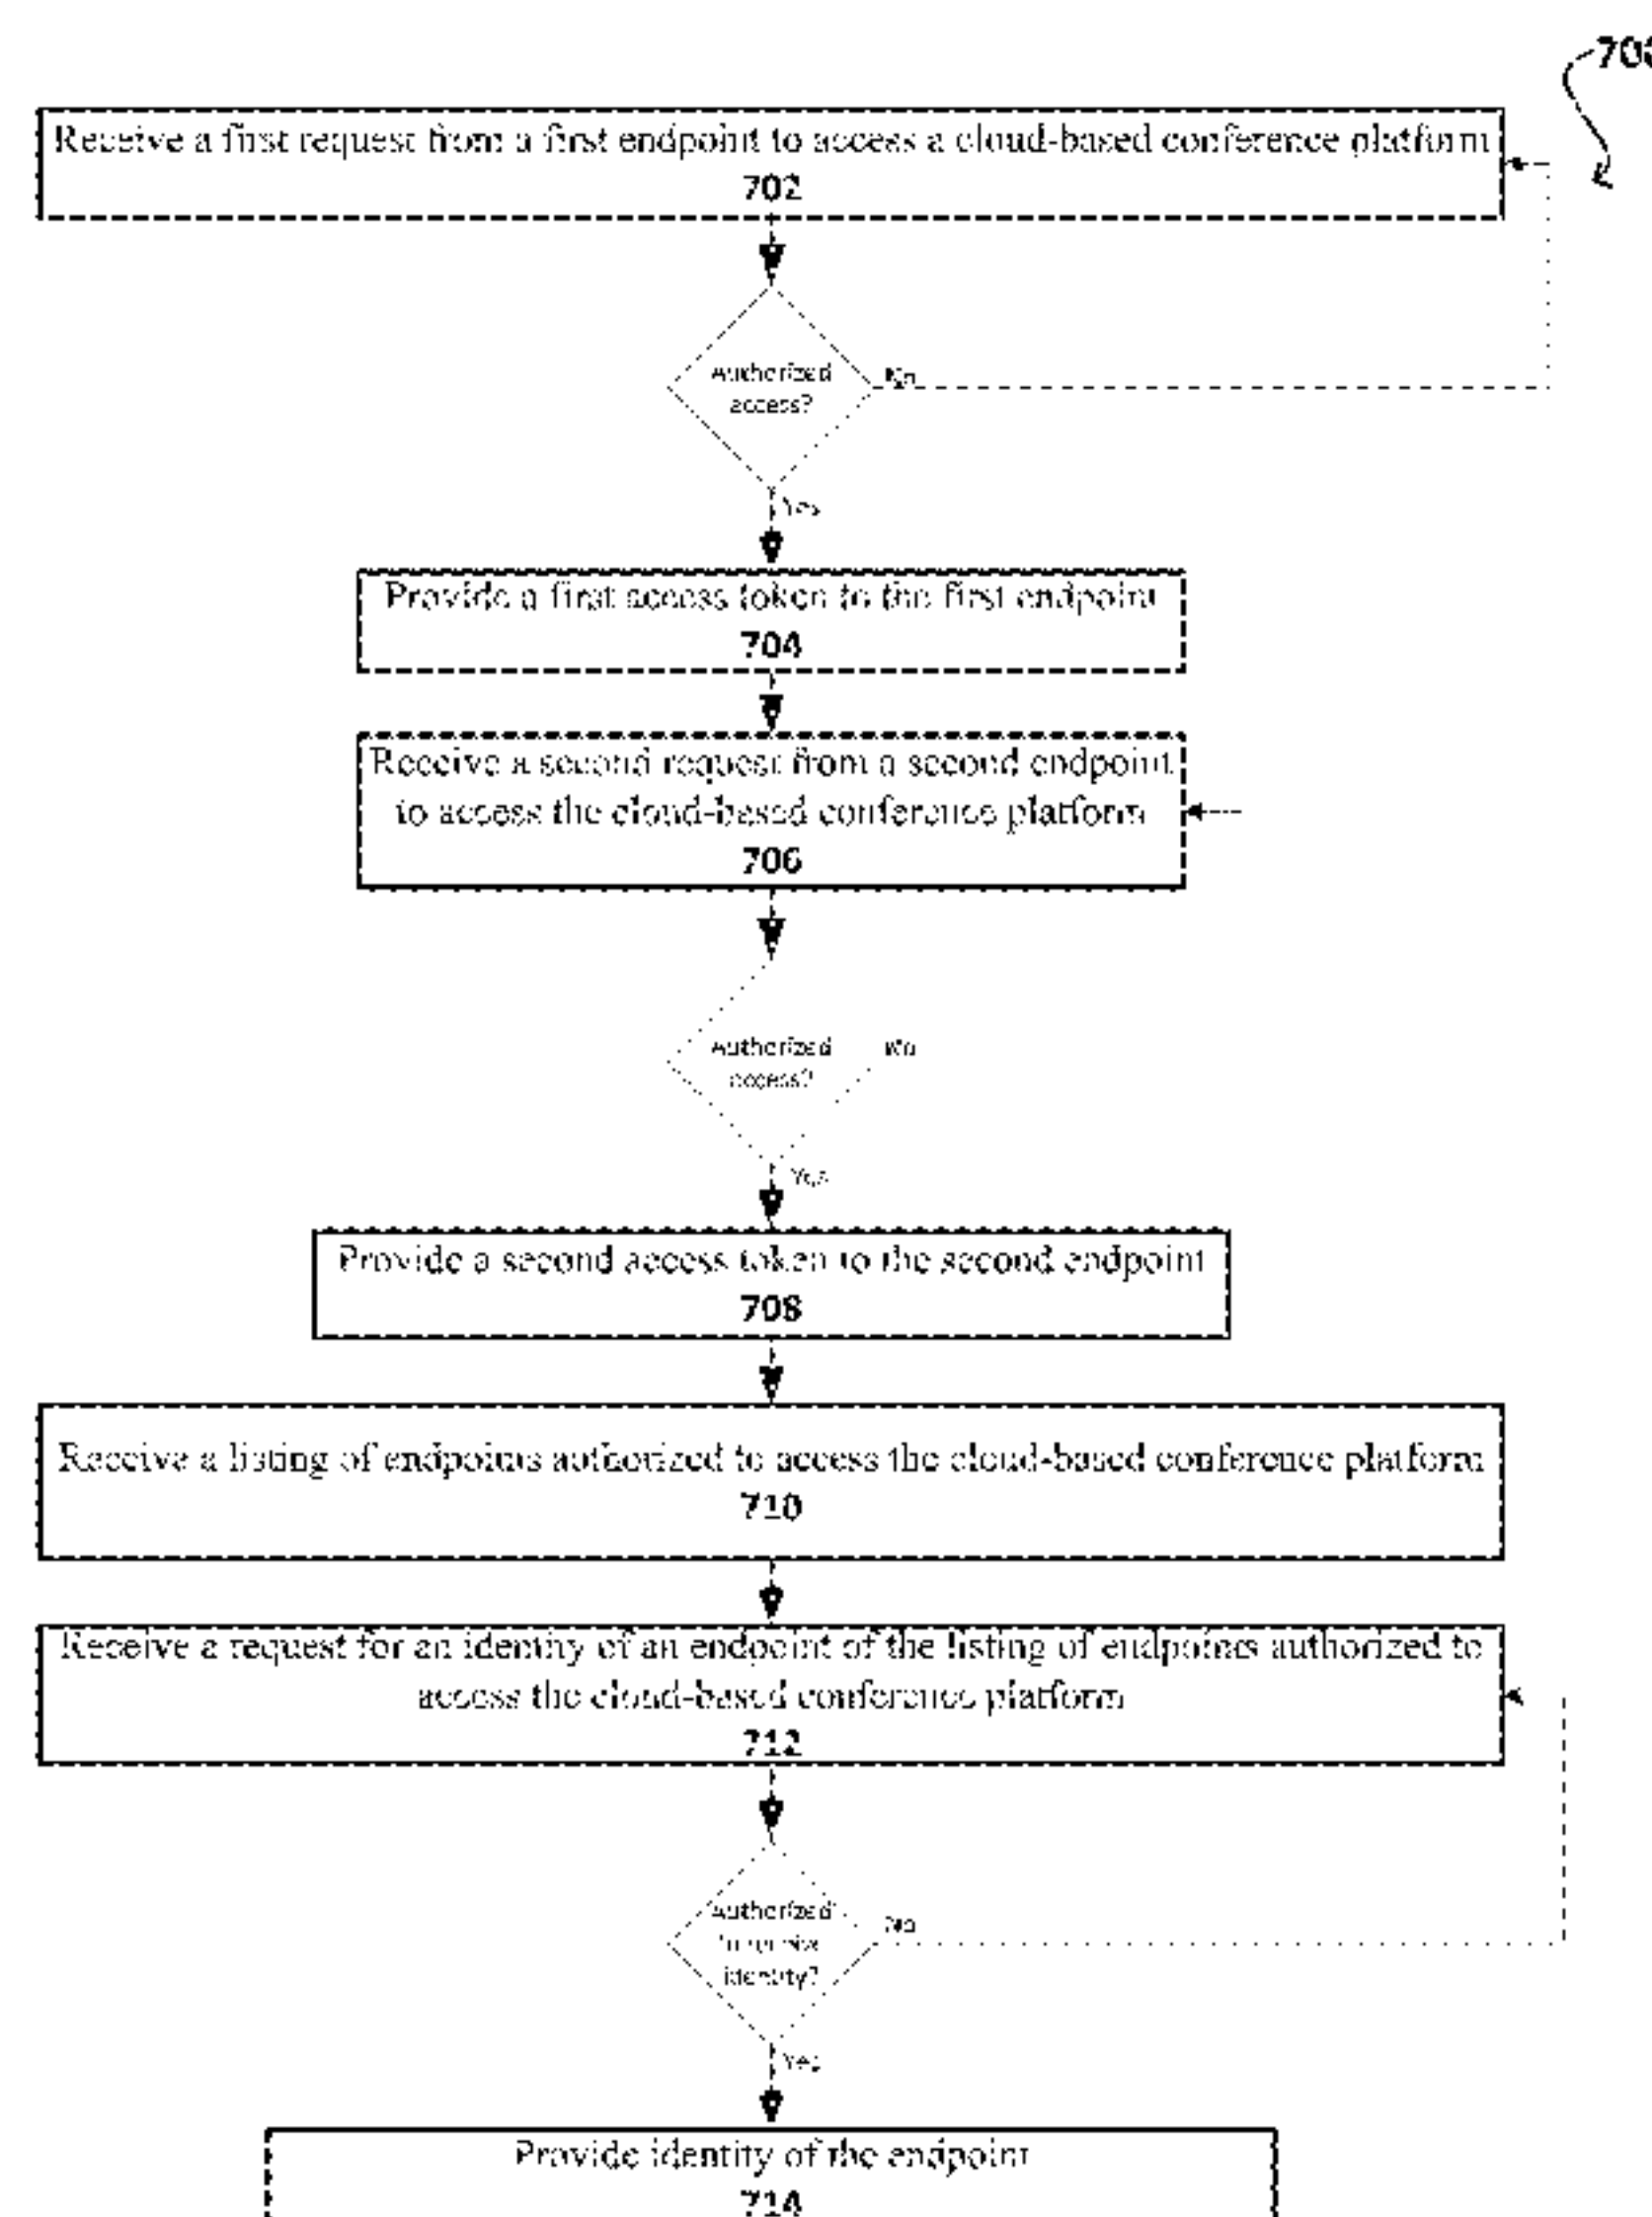 700
Receive a first request from a first endpoint to access a cloud-based conference platform
702
Authorized
access?
No
Yes
Provide a first access token to the first endpoint
704
Receive a second request from a second endpoint
to access the cloud-based conference platform
706
Authorized
access?
No
Yes
Provide a second access token to the second endpoint
708
Receive a listing of endpoints authorized to access the cloud-based conference platform
710
Receive a request for an identity of an endpoint of the listing of endpoints authorized to
access the cloud-based conference platform
712
Authorized
identity?
No
Yes
Provide identity of the endpoint
714